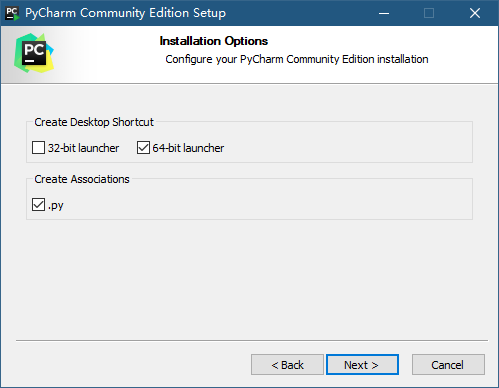 PC PyCharm Community Edition Setup
PC
Installation Options
Configure your PyCharm Community Edition installation
Create Desktop Shortcut
32-bit launcher 64-bit launcher
Create Associations
.py
< Back Next > Cancel